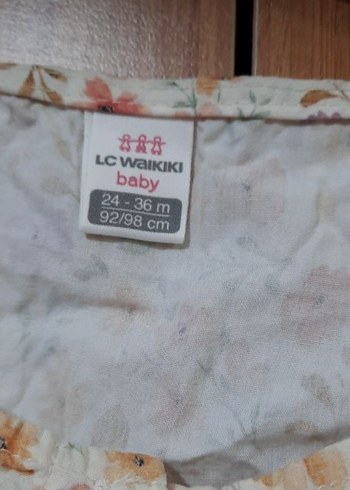 LC WAIKIKI
baby
24 - 36 m
92/98 cm